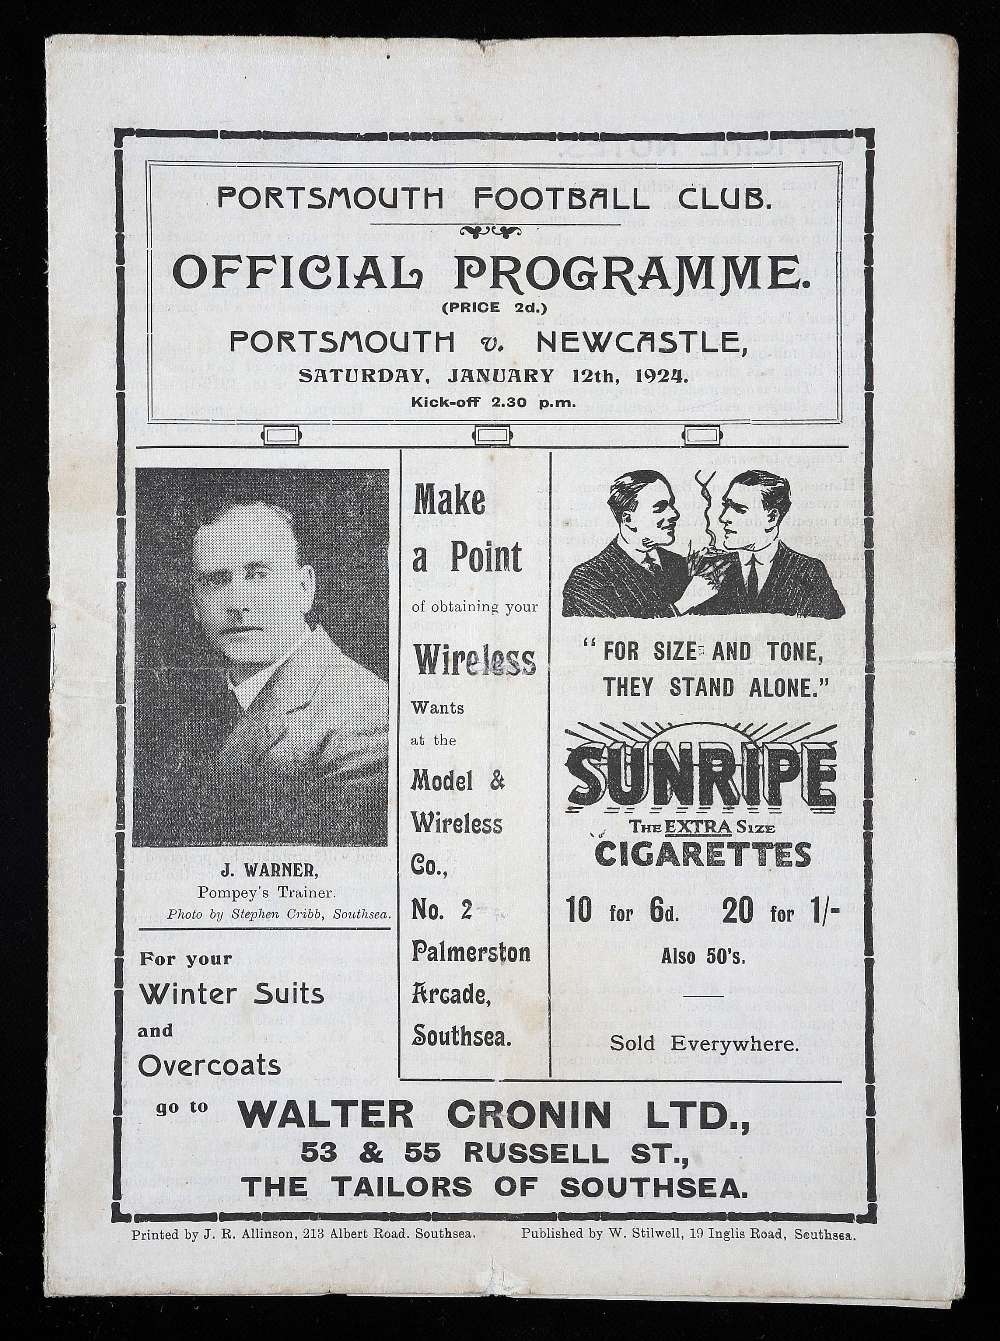 PORTSMOUTH FOOTBALL CLUB.
OFFICIAL PROGRAMME.
(PRICE 2d.)
PORTSMOUTH v. NEWCASTLE,
SATURDAY, JANUARY 12th, 1924.
Kick-off 2.30 p.m.
J. WARNER,
Pompey's Trainer.
Photo by Stephen Cribb, Southsea.
Make
a Point
of obtaining your
Wireless
Wants
at the
Model &
Wireless
Co.,
No. 2
Palmerston
Arcade,
Southsea.
"FOR SIZE AND TONE,
THEY STAND ALONE."
SUNRIPE
THE EXTRA SIZE
CIGARETTES
10 for 6d. 20 for 1/-
Also 50's.
Sold Everywhere.
For your
Winter Suits
and
Overcoats
go to WALTER CRONIN LTD.,
53 & 55 RUSSELL ST.,
THE TAILORS OF SOUTHSEA.
Printed by J. R. Allinson, 213 Albert Road. Southsea.
Published by W. Stilwell, 19 Inglis Road, Southsea.